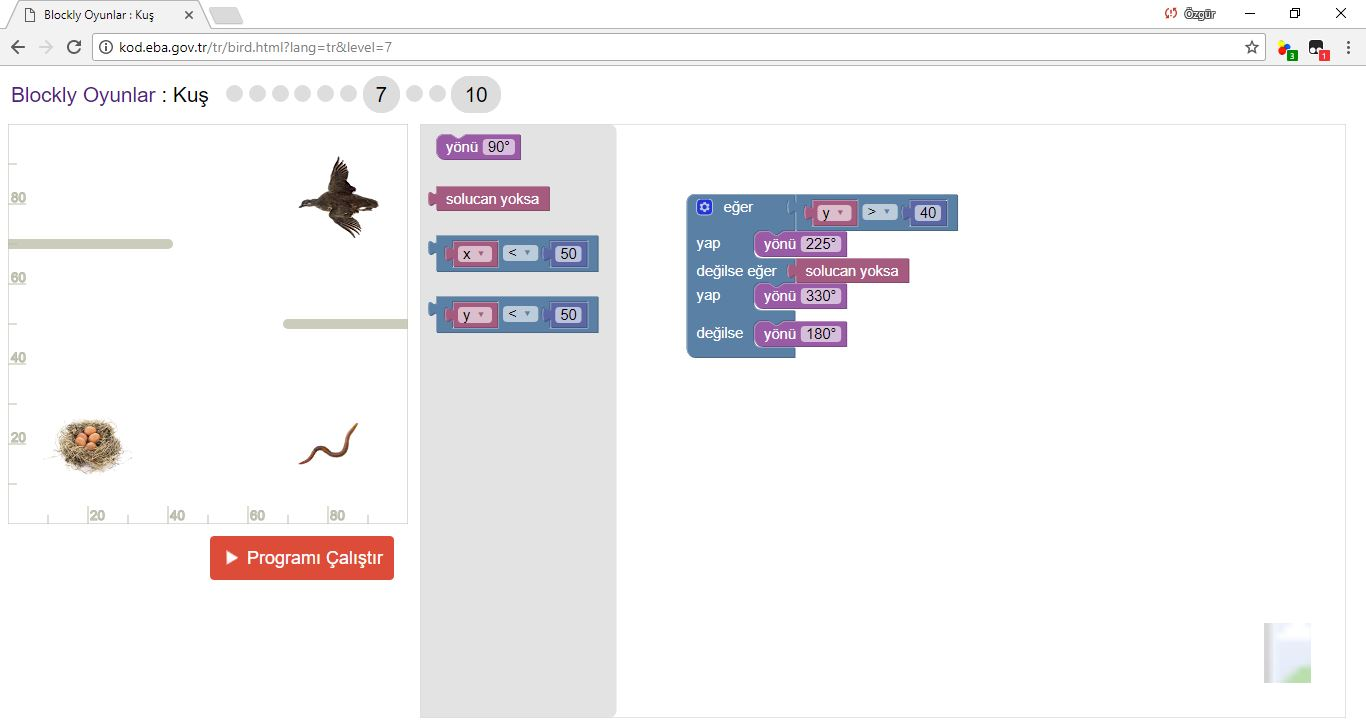 Blockly Oyunlar : Kuş
Özgür
kod.eba.gov.tr/tr/bird.html?lang=tr&level=7
3
1
Blockly Oyunlar : Kuş
7
10
80
60
40
20
20
40
60
80
Programı Çalıştır
yönü 90°
solucan yoksa
x < 50
y < 50
eğer y > 40
yap yönü 225°
değilse eğer solucan yoksa
yap yönü 330°
değilse yönü 180°